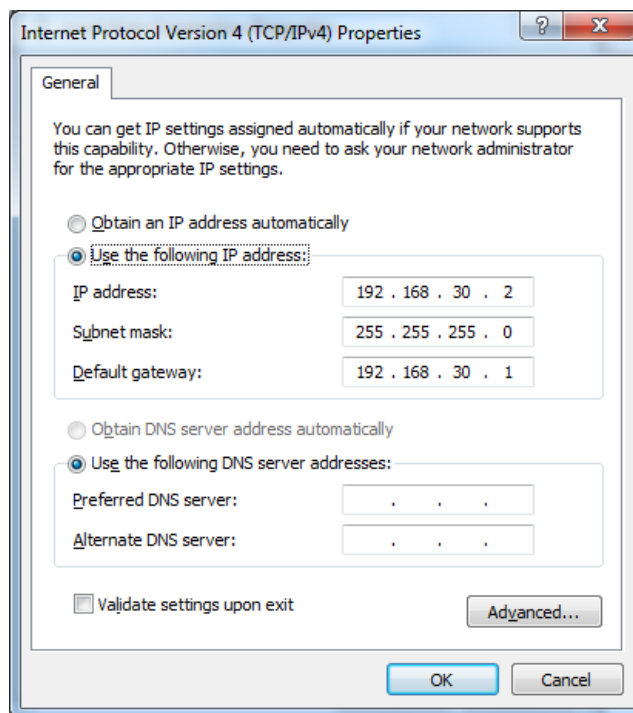 Internet Protocol Version 4 (TCP/IPv4) Properties
General
You can get IP settings assigned automatically if your network supports
this capability. Otherwise, you need to ask your network administrator
for the appropriate IP settings.
Obtain an IP address automatically
Use the following IP address:
IP address: 192 . 168 . 30 . 2
Subnet mask: 255 . 255 . 255 . 0
Default gateway: 192 . 168 . 30 . 1
Obtain DNS server address automatically
Use the following DNS server addresses:
Preferred DNS server: . . .
Alternate DNS server: . . .
Validate settings upon exit
Advanced...
OK Cancel